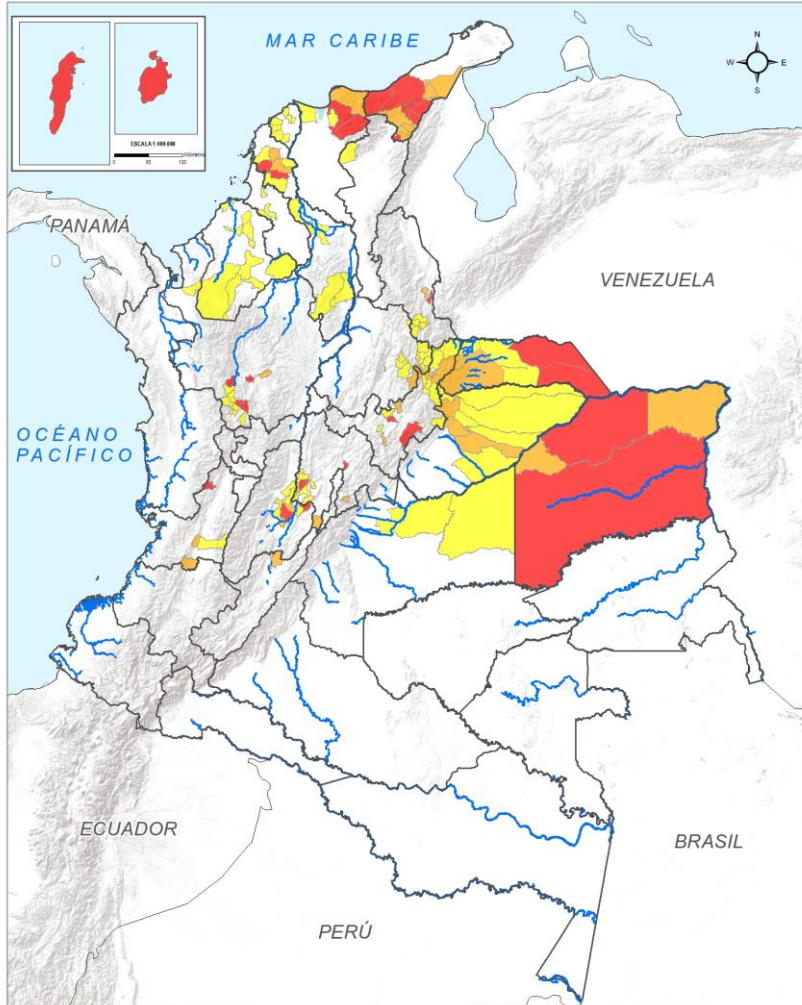 MAR CARIBE
N
W E
S
ESCALA 1:400.000
PANAMÁ
VENEZUELA
OCÉANO
PACÍFICO
ECUADOR
BRASIL
PERÚ